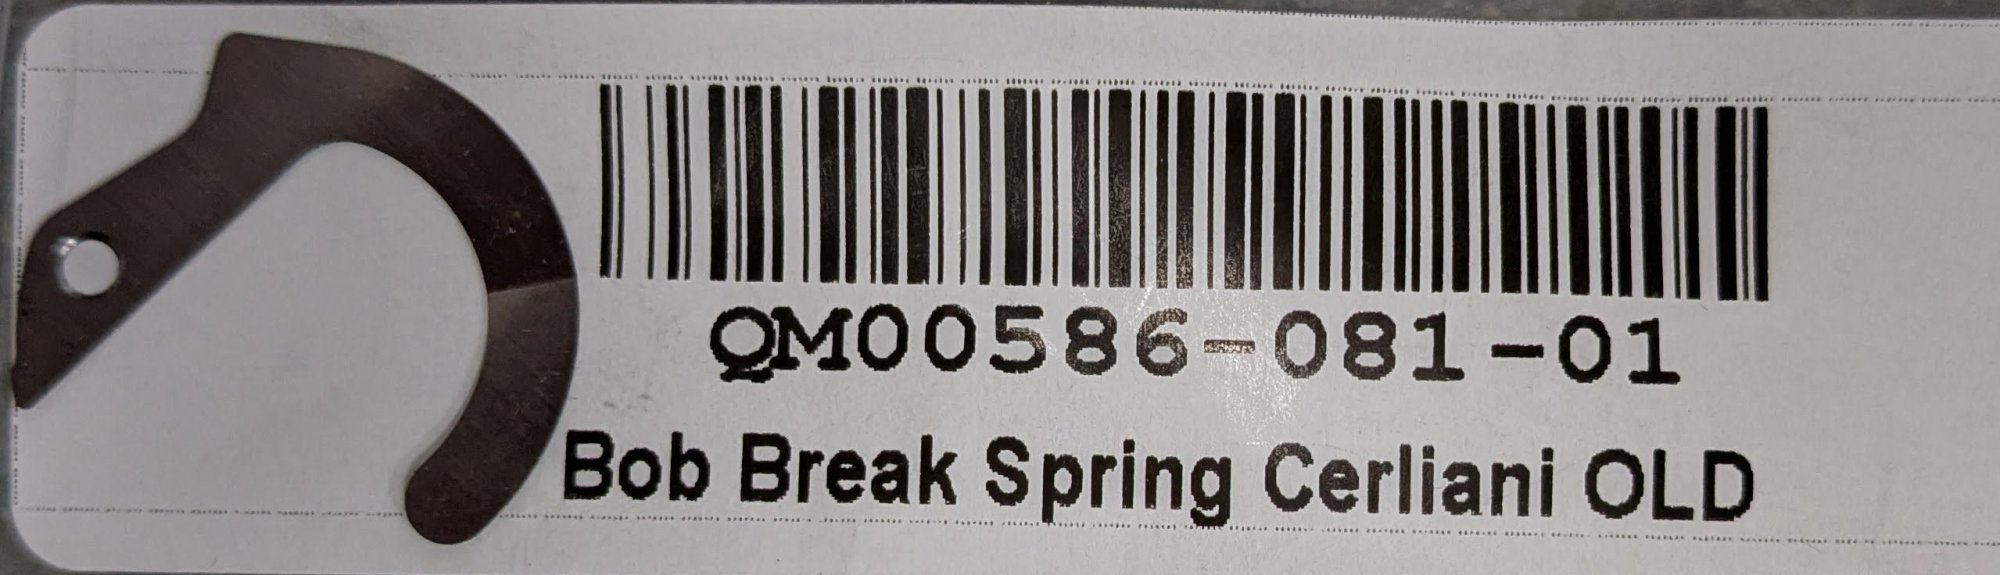 QM00586-081-01
Bob Break Spring Cerliani OLD